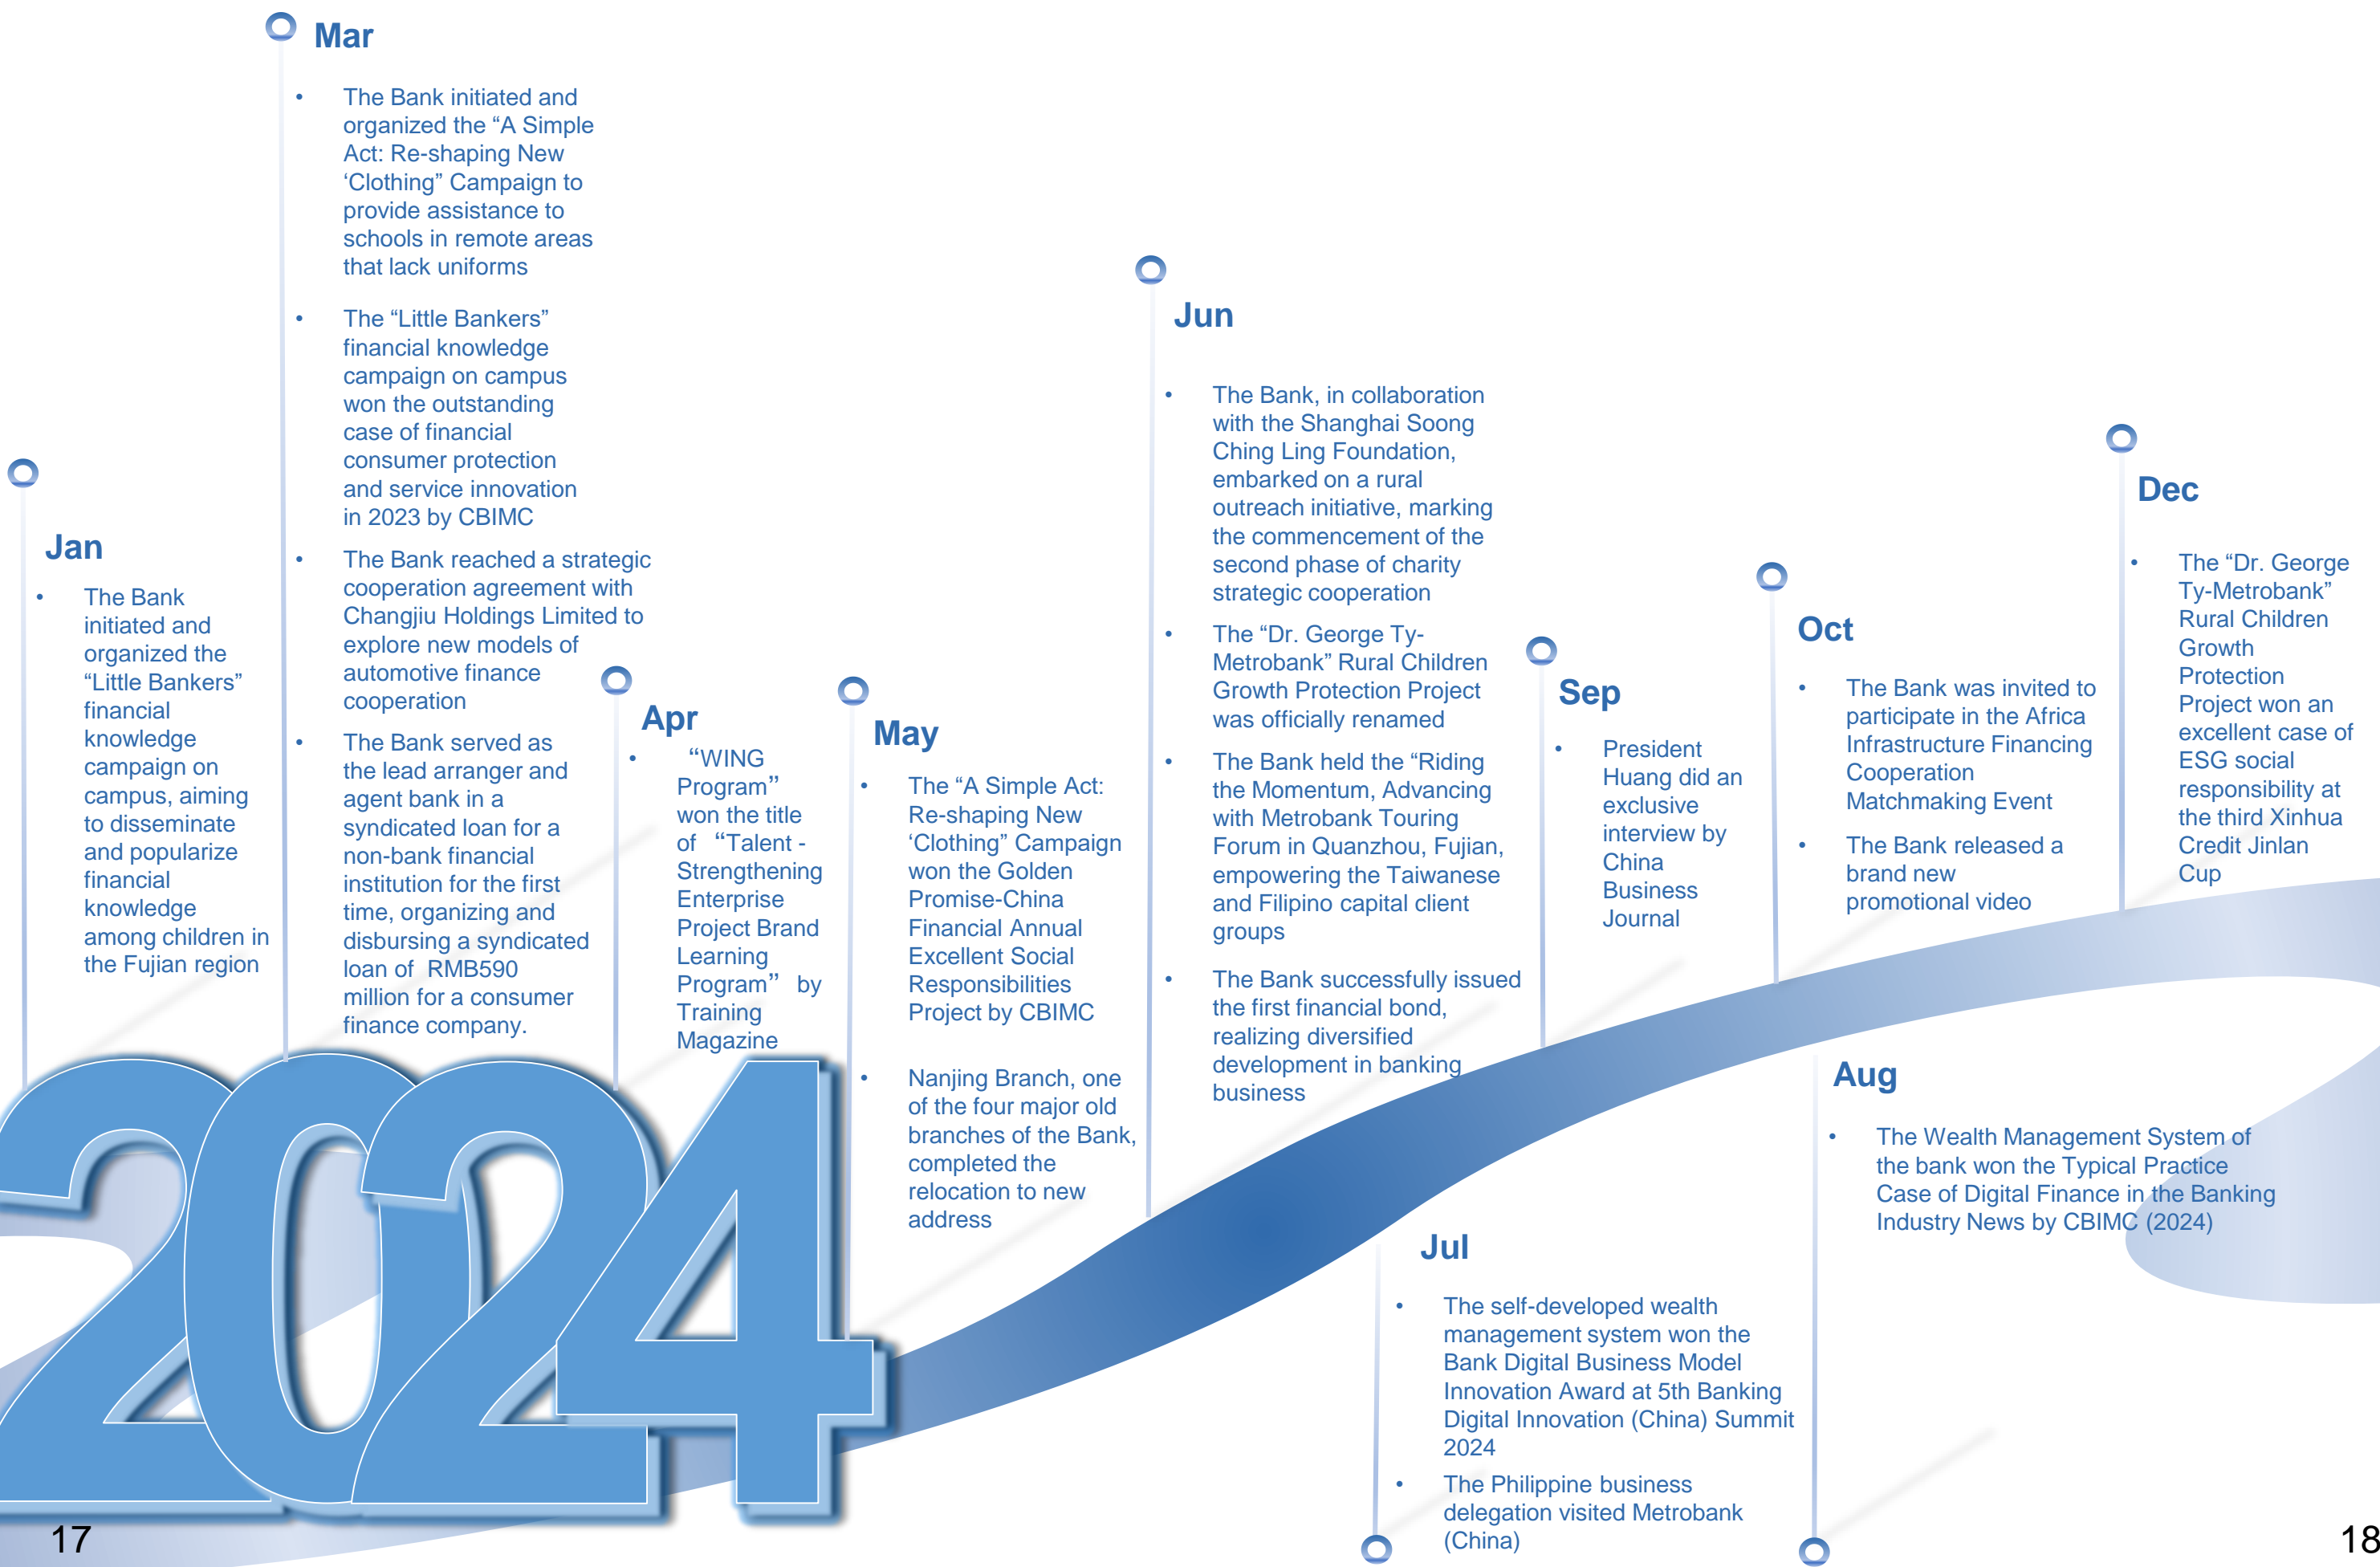 Jan
• The Bank
initiated and
organized the
“Little Bankers”
financial
knowledge
campaign on
campus, aiming
to disseminate
and popularize
financial
knowledge
among children in
the Fujian region
Mar
• The Bank initiated and
organized the “A Simple
Act: Re-shaping New
‘Clothing” Campaign to
provide assistance to
schools in remote areas
that lack uniforms
• The “Little Bankers”
financial knowledge
campaign on campus
won the outstanding
case of financial
consumer protection
and service innovation
in 2023 by CBIMC
• The Bank reached a strategic
cooperation agreement with
Changjiu Holdings Limited to
explore new models of
automotive finance
cooperation
• The Bank served as
the lead arranger and
agent bank in a
syndicated loan for a
non-bank financial
institution for the first
time, organizing and
disbursing a syndicated
loan of RMB590
million for a consumer
finance company.
Apr
• “WING
Program”
won the title
of “Talent -
Strengthening
Enterprise
Project Brand
Learning
Program” by
Training
Magazine
May
• The “A Simple Act:
Re-shaping New
‘Clothing” Campaign
won the Golden
Promise-China
Financial Annual
Excellent Social
Responsibilities
Project by CBIMC
• Nanjing Branch, one
of the four major old
branches of the Bank,
completed the
relocation to new
address
Jun
• The Bank, in collaboration
with the Shanghai Soong
Ching Ling Foundation,
embarked on a rural
outreach initiative, marking
the commencement of the
second phase of charity
strategic cooperation
• The “Dr. George Ty-
Metrobank” Rural Children
Growth Protection Project
was officially renamed
• The Bank held the “Riding
the Momentum, Advancing
with Metrobank Touring
Forum in Quanzhou, Fujian,
empowering the Taiwanese
and Filipino capital client
groups
• The Bank successfully issued
the first financial bond,
realizing diversified
development in banking
business
Jul
• The self-developed wealth
management system won the
Bank Digital Business Model
Innovation Award at 5th Banking
Digital Innovation (China) Summit
2024
• The Philippine business
delegation visited Metrobank
(China)
Aug
• The Wealth Management System of
the bank won the Typical Practice
Case of Digital Finance in the Banking
Industry News by CBIMC (2024)
Sep
• President
Huang did an
exclusive
interview by
China
Business
Journal
Oct
• The Bank was invited to
participate in the Africa
Infrastructure Financing
Cooperation
Matchmaking Event
• The Bank released a
brand new
promotional video
Dec
• The “Dr. George
Ty-Metrobank”
Rural Children
Growth
Protection
Project won an
excellent case of
ESG social
responsibility at
the third Xinhua
Credit Jinlan
Cup
2024
17
18